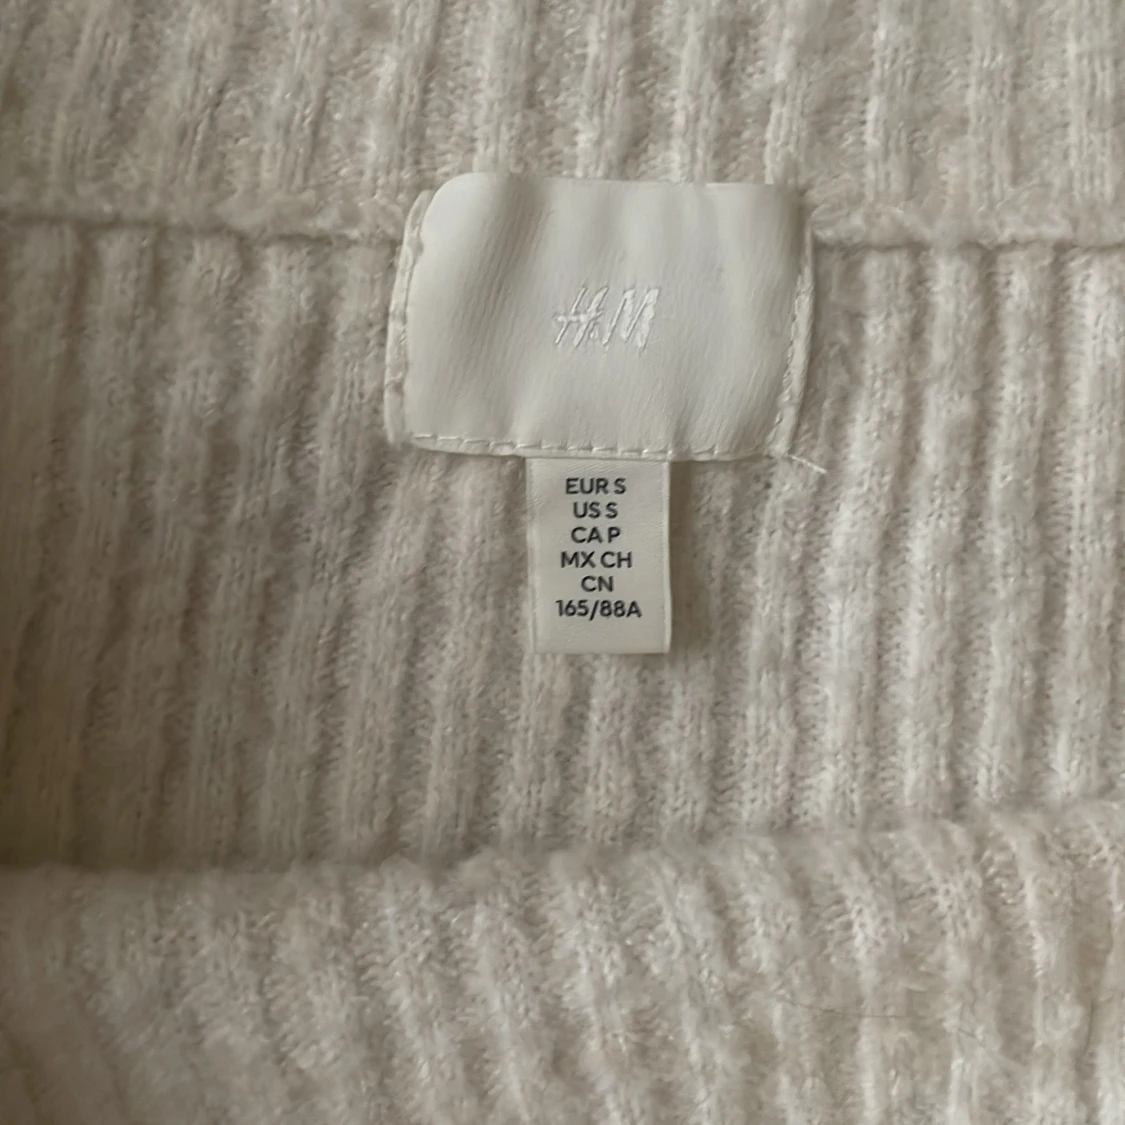 H&M
EUR S
US S
CA P
MX CH
CN
165/88A